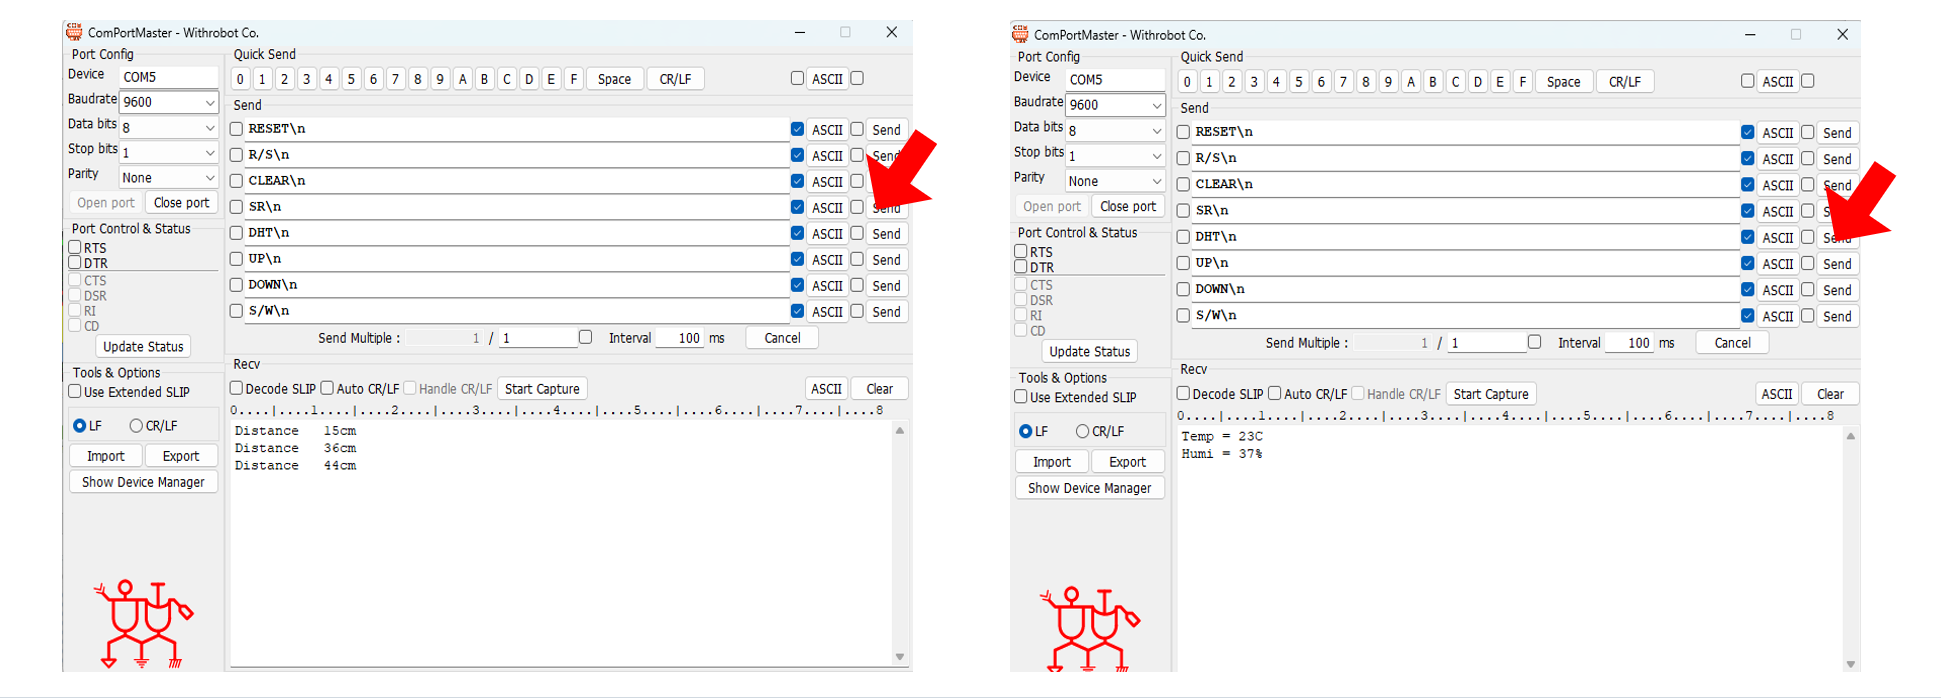 ComPortMaster - Withrobot Co.
Port Config
Device COM5
Baudrate 9600
Data bits 8
Stop bits 1
Parity None
Open port Close port
Port Control & Status
RTS
DTR
CTS
DSR
RI
CD
Update Status
Tools & Options
Use Extended SLIP
LF CR/LF
Import Export
Show Device Manager
Quick Send
0 1 2 3 4 5 6 7 8 9 A B C D E F Space CR/LF ASCII
Send
RESET\n ASCII Send
R/S\n ASCII Send
CLEAR\n ASCII
SR\n ASCII Send
DHT\n ASCII Send
UP\n ASCII Send
DOWN\n ASCII Send
S/W\n ASCII Send
Send Multiple : 1 / 1 Interval 100 ms Cancel
Recv
Decode SLIP Auto CR/LF Handle CR/LF Start Capture ASCII Clear
0....|....1....|....2....|....3....|....4....|....5....|....6....|....7....|....8
Distance 15cm
Distance 36cm
Distance 44cm
ComPortMaster - Withrobot Co.
Port Config
Device COM5
Baudrate 9600
Data bits 8
Stop bits 1
Parity None
Open port Close port
Port Control & Status
RTS
DTR
CTS
DSR
RI
CD
Update Status
Tools & Options
Use Extended SLIP
LF CR/LF
Import Export
Show Device Manager
Quick Send
0 1 2 3 4 5 6 7 8 9 A B C D E F Space CR/LF ASCII
Send
RESET\n ASCII Send
R/S\n ASCII Send
CLEAR\n ASCII Send
SR\n ASCII
DHT\n ASCII Send
UP\n ASCII Send
DOWN\n ASCII Send
S/W\n ASCII Send
Send Multiple : 1 / 1 Interval 100 ms Cancel
Recv
Decode SLIP Auto CR/LF Handle CR/LF Start Capture ASCII Clear
0....|....1....|....2....|....3....|....4....|....5....|....6....|....7....|....8
Temp = 23C
Humi = 37%